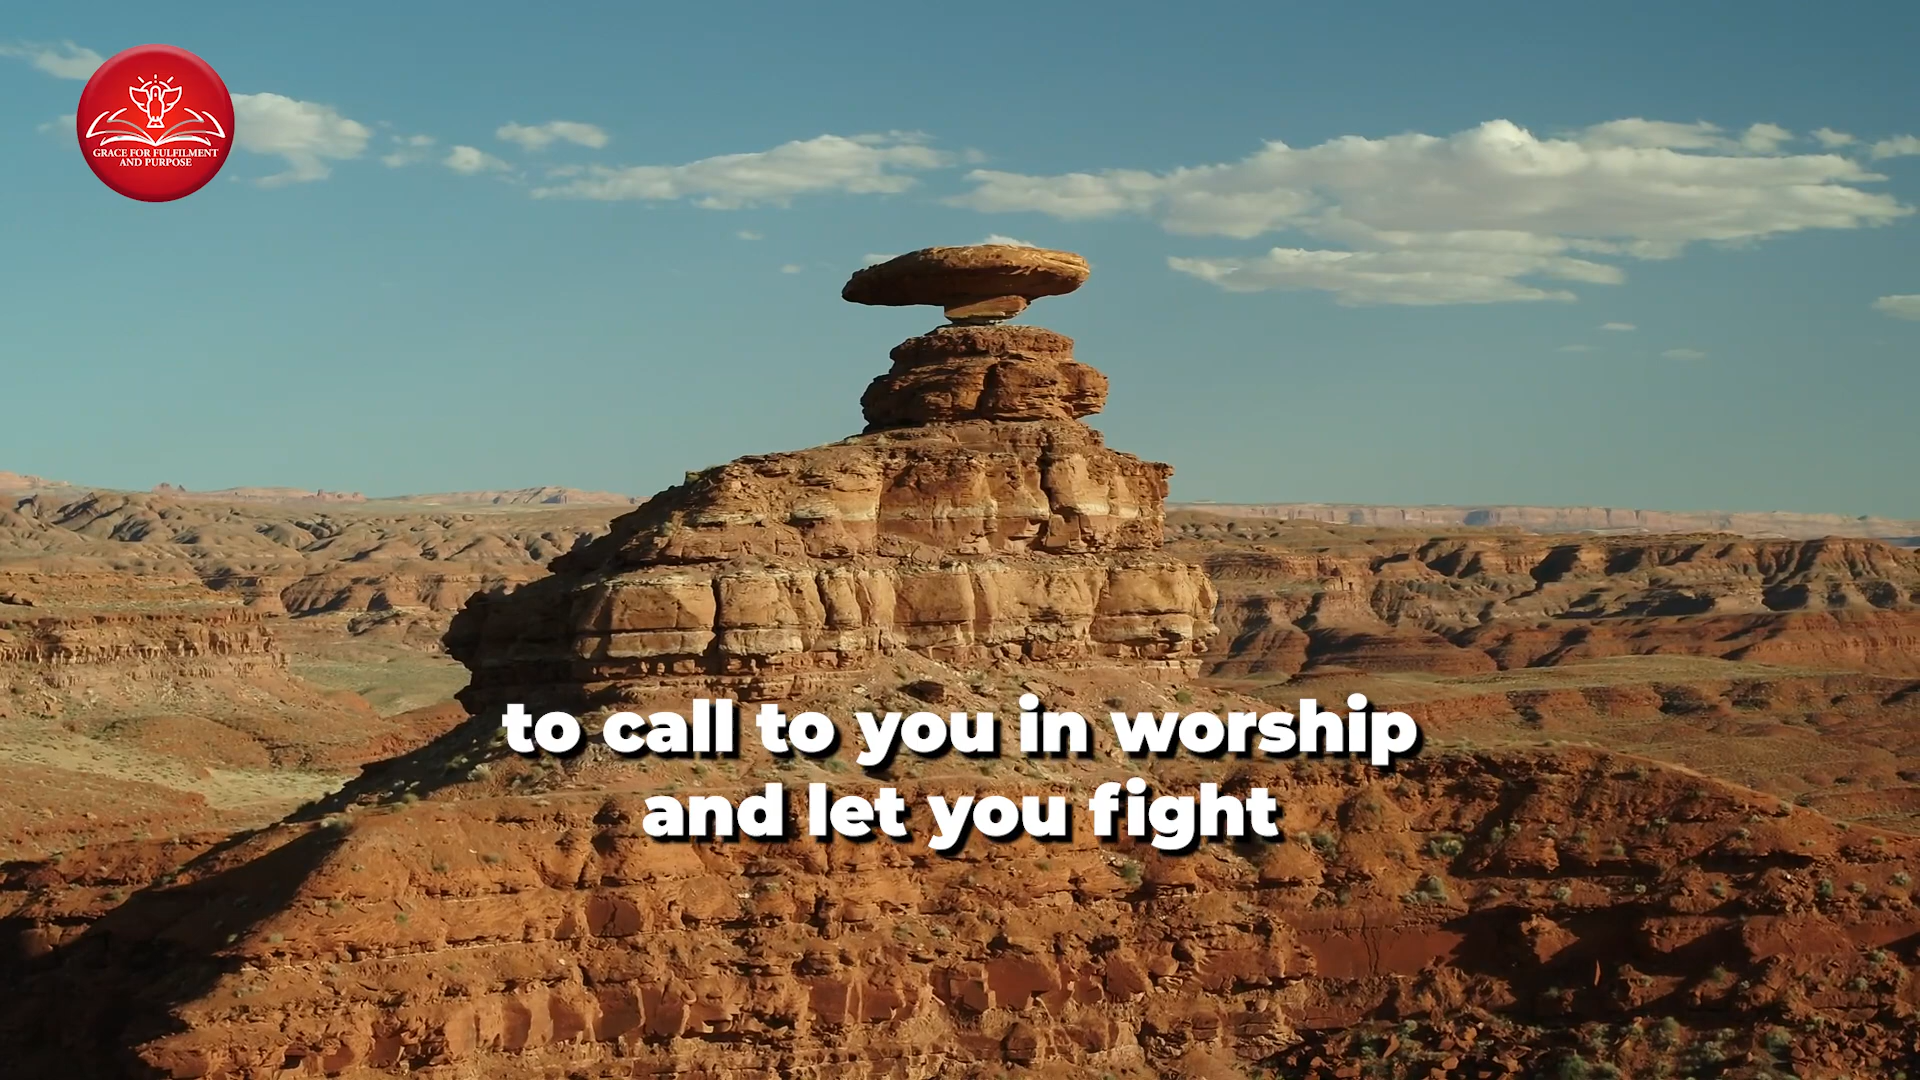 GRACE FOR FULFILMENT
AND PURPOSE
to call to you in worship
and let you fight